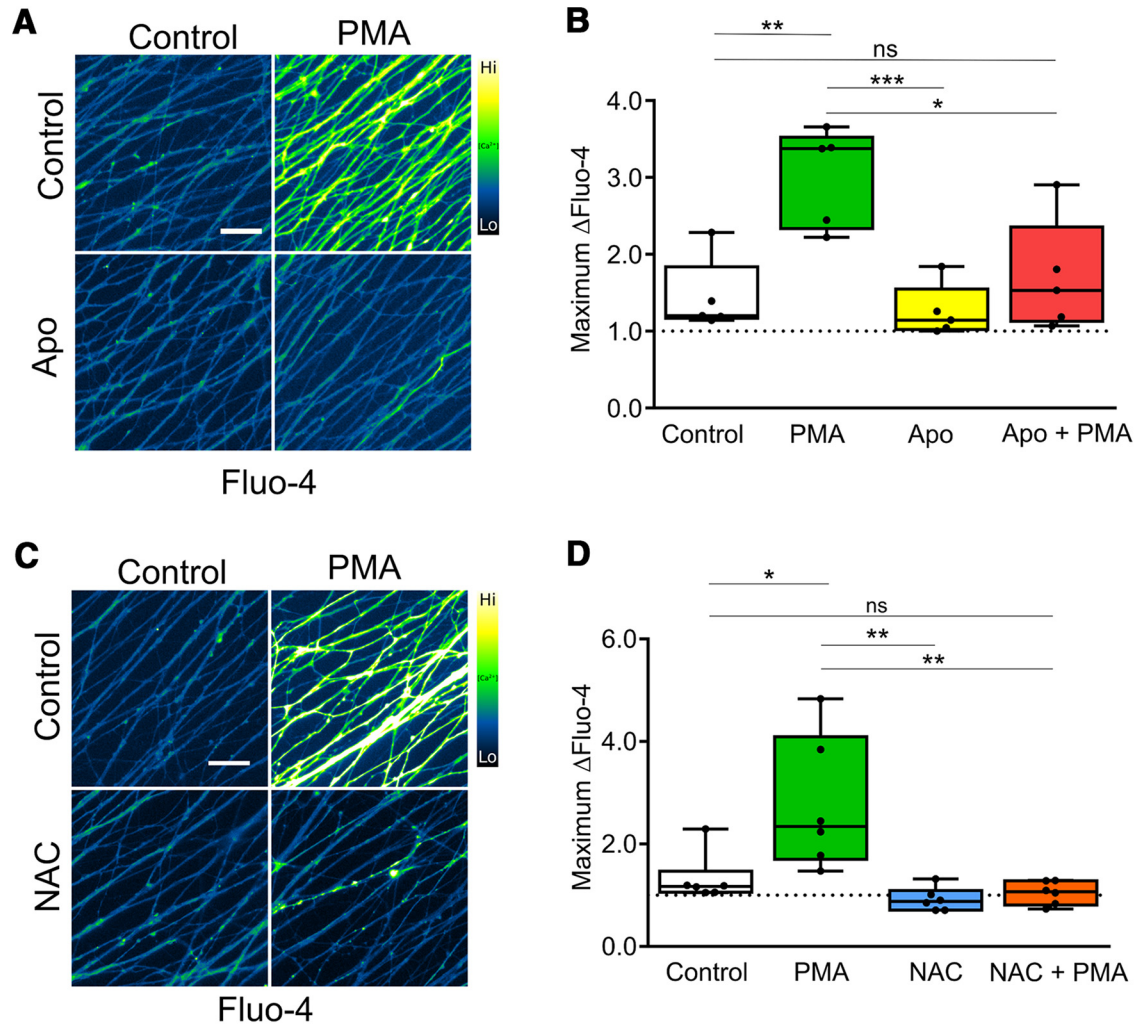 A
Control
PMA
Control
Apo
Hi
[Ca²⁺]
Lo
Fluo-4
B
**
ns
***
*
Maximum ΔFluo-4
4.0
3.0
2.0
1.0
0.0
Control
PMA
Apo
Apo + PMA
C
Control
PMA
Control
NAC
Hi
[Ca²⁺]
Lo
Fluo-4
D
*
ns
**
**
Maximum ΔFluo-4
6.0
4.0
2.0
0.0
Control
PMA
NAC
NAC + PMA